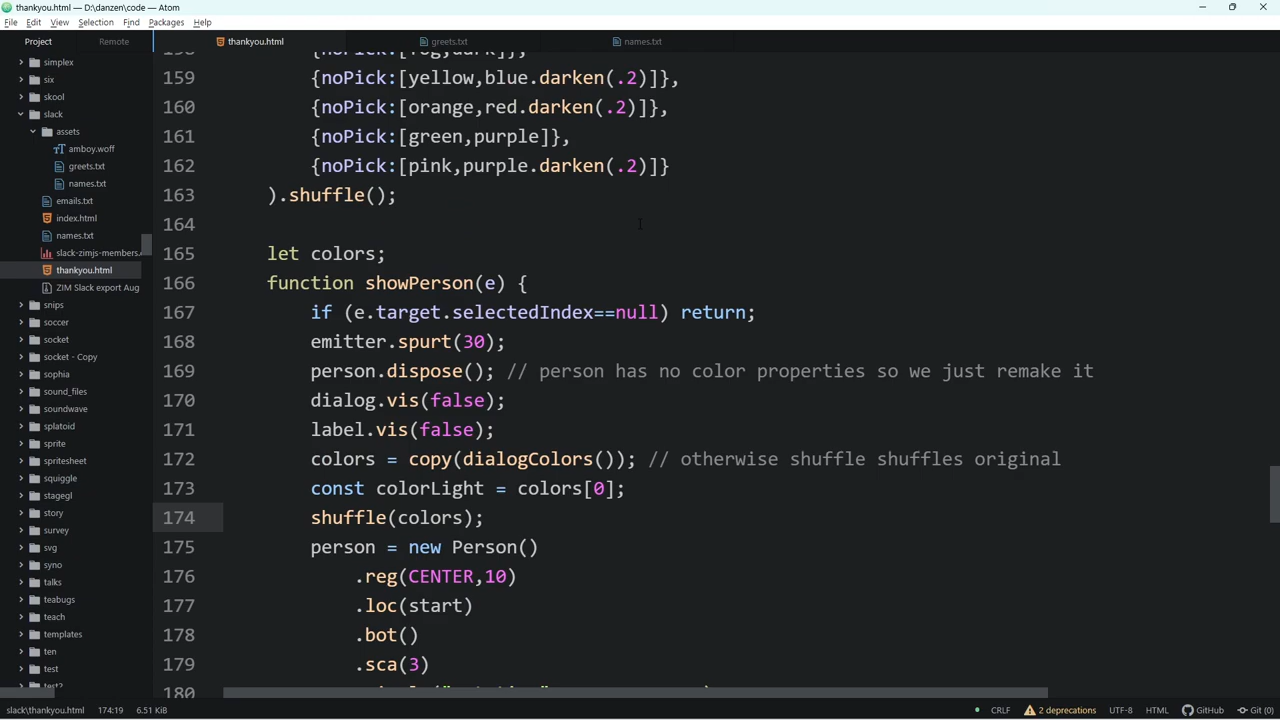 thankyou.html — D:\danzen\code — Atom
File Edit View Selection Find Packages Help
Project Remote
thankyou.html greets.txt names.txt
simplex
six
skool
slack
assets
amboy.woff
greets.txt
names.txt
emails.txt
index.html
names.txt
slack-zimjs-members.
thankyou.html
ZIM Slack export Aug
snips
soccer
socket
socket - Copy
sophia
sound_files
soundwave
splatoid
sprite
spritesheet
squiggle
stagegl
story
survey
svg
syno
talks
teabugs
teach
templates
ten
test
test2
158 {noPick:[fog,dark]},
159 {noPick:[yellow,blue.darken(.2)]},
160 {noPick:[orange,red.darken(.2)]},
161 {noPick:[green,purple]},
162 {noPick:[pink,purple.darken(.2)]}
163 ).shuffle();
164
165 let colors;
166 function showPerson(e) {
167 if (e.target.selectedIndex==null) return;
168 emitter.spurt(30);
169 person.dispose(); // person has no color properties so we just remake it
170 dialog.vis(false);
171 label.vis(false);
172 colors = copy(dialogColors()); // otherwise shuffle shuffles original
173 const colorLight = colors[0];
174 shuffle(colors);
175 person = new Person()
176 .reg(CENTER,10)
177 .loc(start)
178 .bot()
179 .sca(3)
180
slack\thankyou.html 174:19 6.51 KiB CRLF 2 deprecations UTF-8 HTML GitHub Git (0)